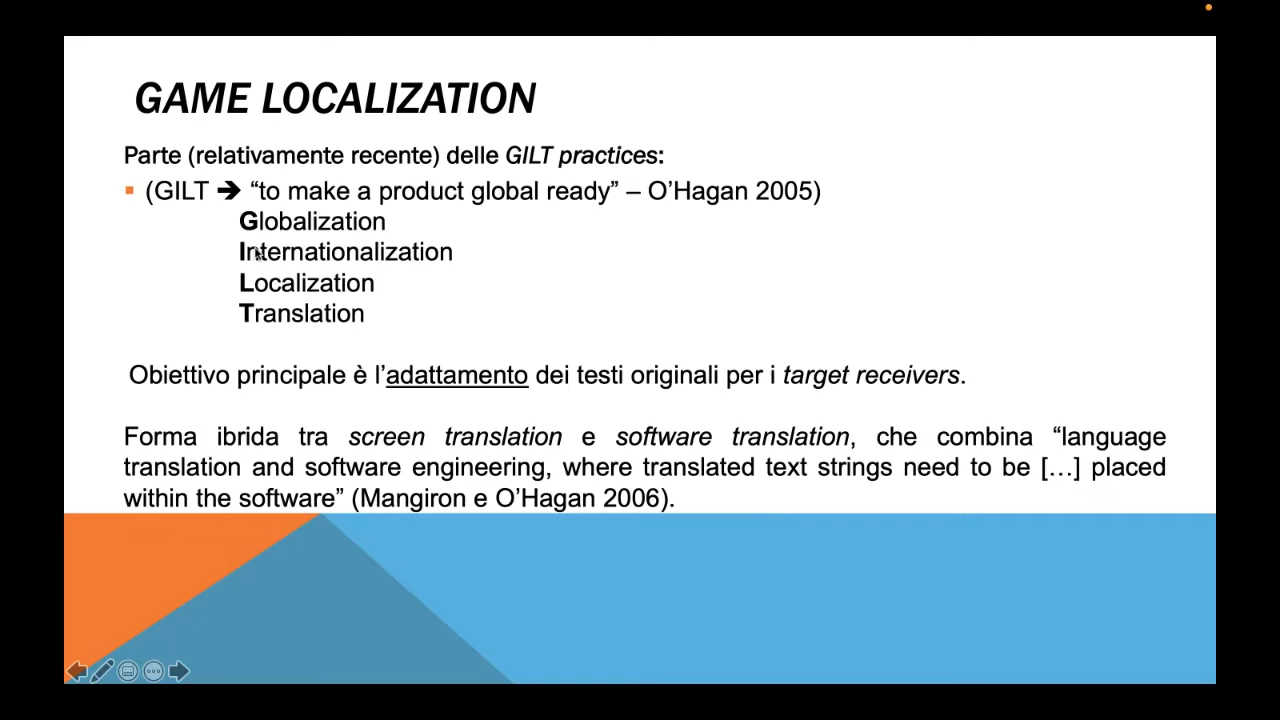 GAME LOCALIZATION
Parte (relativamente recente) delle GILT practices:
▪ (GILT ➔ “to make a product global ready” – O’Hagan 2005)
Globalization
Internationalization
Localization
Translation
Obiettivo principale è l’adattamento dei testi originali per i target receivers.
Forma ibrida tra screen translation e software translation, che combina “language
translation and software engineering, where translated text strings need to be […] placed
within the software” (Mangiron e O’Hagan 2006).